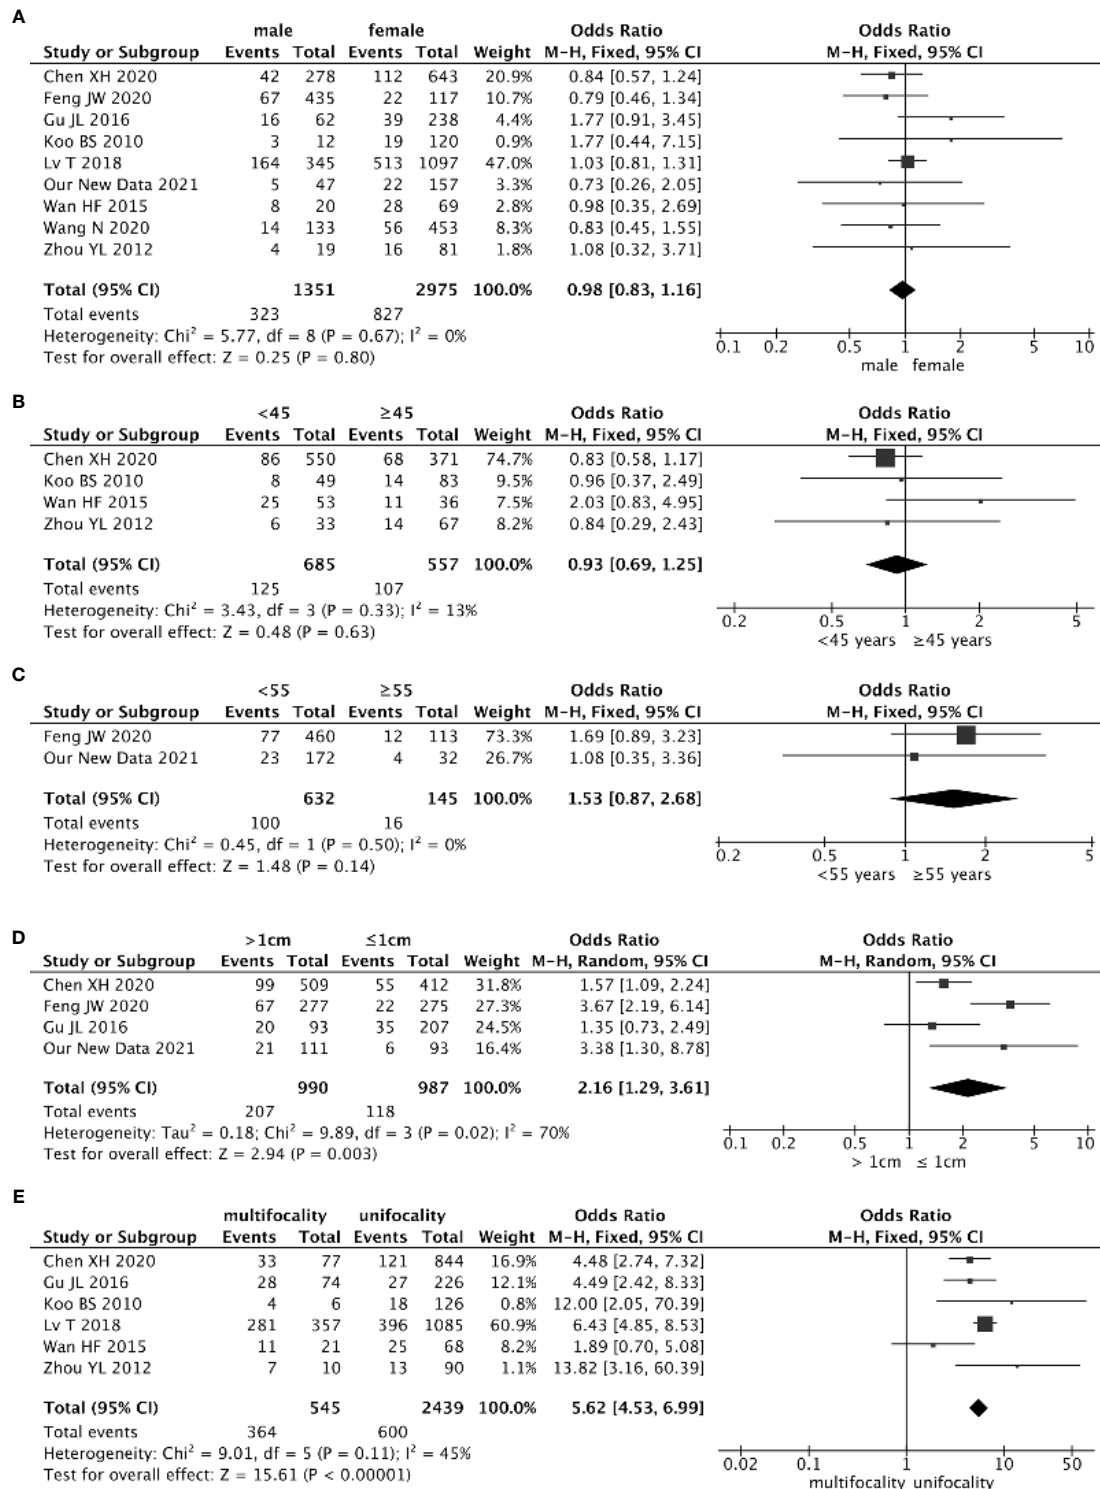 A
male female Odds Ratio Odds Ratio
Study or Subgroup Events Total Events Total Weight M-H, Fixed, 95% CI M-H, Fixed, 95% CI
Chen XH 2020 42 278 112 643 20.9% 0.84 [0.57, 1.24]
Feng JW 2020 67 435 22 117 10.7% 0.79 [0.46, 1.34]
Gu JL 2016 16 62 39 238 4.4% 1.77 [0.91, 3.45]
Koo BS 2010 3 12 19 120 0.9% 1.77 [0.44, 7.15]
Lv T 2018 164 345 513 1097 47.0% 1.03 [0.81, 1.31]
Our New Data 2021 5 47 22 157 3.3% 0.73 [0.26, 2.05]
Wan HF 2015 8 20 28 69 2.8% 0.98 [0.35, 2.69]
Wang N 2020 14 133 56 453 8.3% 0.83 [0.45, 1.55]
Zhou YL 2012 4 19 16 81 1.8% 1.08 [0.32, 3.71]
Total (95% CI) 1351 2975 100.0% 0.98 [0.83, 1.16]
Total events 323 827
Heterogeneity: Chi² = 5.77, df = 8 (P = 0.67); I² = 0%
Test for overall effect: Z = 0.25 (P = 0.80)
0.1 0.2 0.5 1 2 5 10
male female
B
<45 ≥45 Odds Ratio Odds Ratio
Study or Subgroup Events Total Events Total Weight M-H, Fixed, 95% CI M-H, Fixed, 95% CI
Chen XH 2020 86 550 68 371 74.7% 0.83 [0.58, 1.17]
Koo BS 2010 8 49 14 83 9.5% 0.96 [0.37, 2.49]
Wan HF 2015 25 53 11 36 7.5% 2.03 [0.83, 4.95]
Zhou YL 2012 6 33 14 67 8.2% 0.84 [0.29, 2.43]
Total (95% CI) 685 557 100.0% 0.93 [0.69, 1.25]
Total events 125 107
Heterogeneity: Chi² = 3.43, df = 3 (P = 0.33); I² = 13%
Test for overall effect: Z = 0.48 (P = 0.63)
0.2 0.5 1 2 5
<45 years ≥45 years
C
<55 ≥55 Odds Ratio Odds Ratio
Study or Subgroup Events Total Events Total Weight M-H, Fixed, 95% CI M-H, Fixed, 95% CI
Feng JW 2020 77 460 12 113 73.3% 1.69 [0.89, 3.23]
Our New Data 2021 23 172 4 32 26.7% 1.08 [0.35, 3.36]
Total (95% CI) 632 145 100.0% 1.53 [0.87, 2.68]
Total events 100 16
Heterogeneity: Chi² = 0.45, df = 1 (P = 0.50); I² = 0%
Test for overall effect: Z = 1.48 (P = 0.14)
0.2 0.5 1 2 5
<55 years ≥55 years
D
>1cm ≤1cm Odds Ratio Odds Ratio
Study or Subgroup Events Total Events Total Weight M-H, Random, 95% CI M-H, Random, 95% CI
Chen XH 2020 99 509 55 412 31.8% 1.57 [1.09, 2.24]
Feng JW 2020 67 277 22 275 27.3% 3.67 [2.19, 6.14]
Gu JL 2016 20 93 35 207 24.5% 1.35 [0.73, 2.49]
Our New Data 2021 21 111 6 93 16.4% 3.38 [1.30, 8.78]
Total (95% CI) 990 987 100.0% 2.16 [1.29, 3.61]
Total events 207 118
Heterogeneity: Tau² = 0.18; Chi² = 9.89, df = 3 (P = 0.02); I² = 70%
Test for overall effect: Z = 2.94 (P = 0.003)
0.1 0.2 0.5 1 2 5 10
> 1cm ≤ 1cm
E
multifocality unifocality Odds Ratio Odds Ratio
Study or Subgroup Events Total Events Total Weight M-H, Fixed, 95% CI M-H, Fixed, 95% CI
Chen XH 2020 33 77 121 844 16.9% 4.48 [2.74, 7.32]
Gu JL 2016 28 74 27 226 12.1% 4.49 [2.42, 8.33]
Koo BS 2010 4 6 18 126 0.8% 12.00 [2.05, 70.39]
Lv T 2018 281 357 396 1085 60.9% 6.43 [4.85, 8.53]
Wan HF 2015 11 21 25 68 8.2% 1.89 [0.70, 5.08]
Zhou YL 2012 7 10 13 90 1.1% 13.82 [3.16, 60.39]
Total (95% CI) 545 2439 100.0% 5.62 [4.53, 6.99]
Total events 364 600
Heterogeneity: Chi² = 9.01, df = 5 (P = 0.11); I² = 45%
Test for overall effect: Z = 15.61 (P < 0.00001)
0.02 0.1 1 10 50
multifocality unifocality